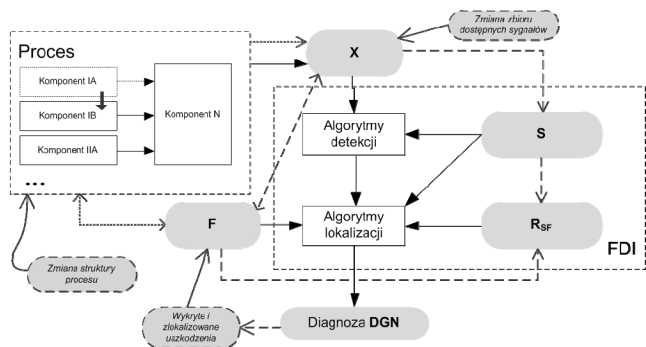 Zmiana zbioru
dostępnych sygnałów
Proces
X
Komponent IA
Komponent IB
Komponent N
Komponent IIA
...
Algorytmy
detekcji
S
F
Algorytmy
lokalizacji
RSF
FDI
Zmiana struktury
procesu
Wykryte i
zlokalizowane
uszkodzenia
Diagnoza DGN